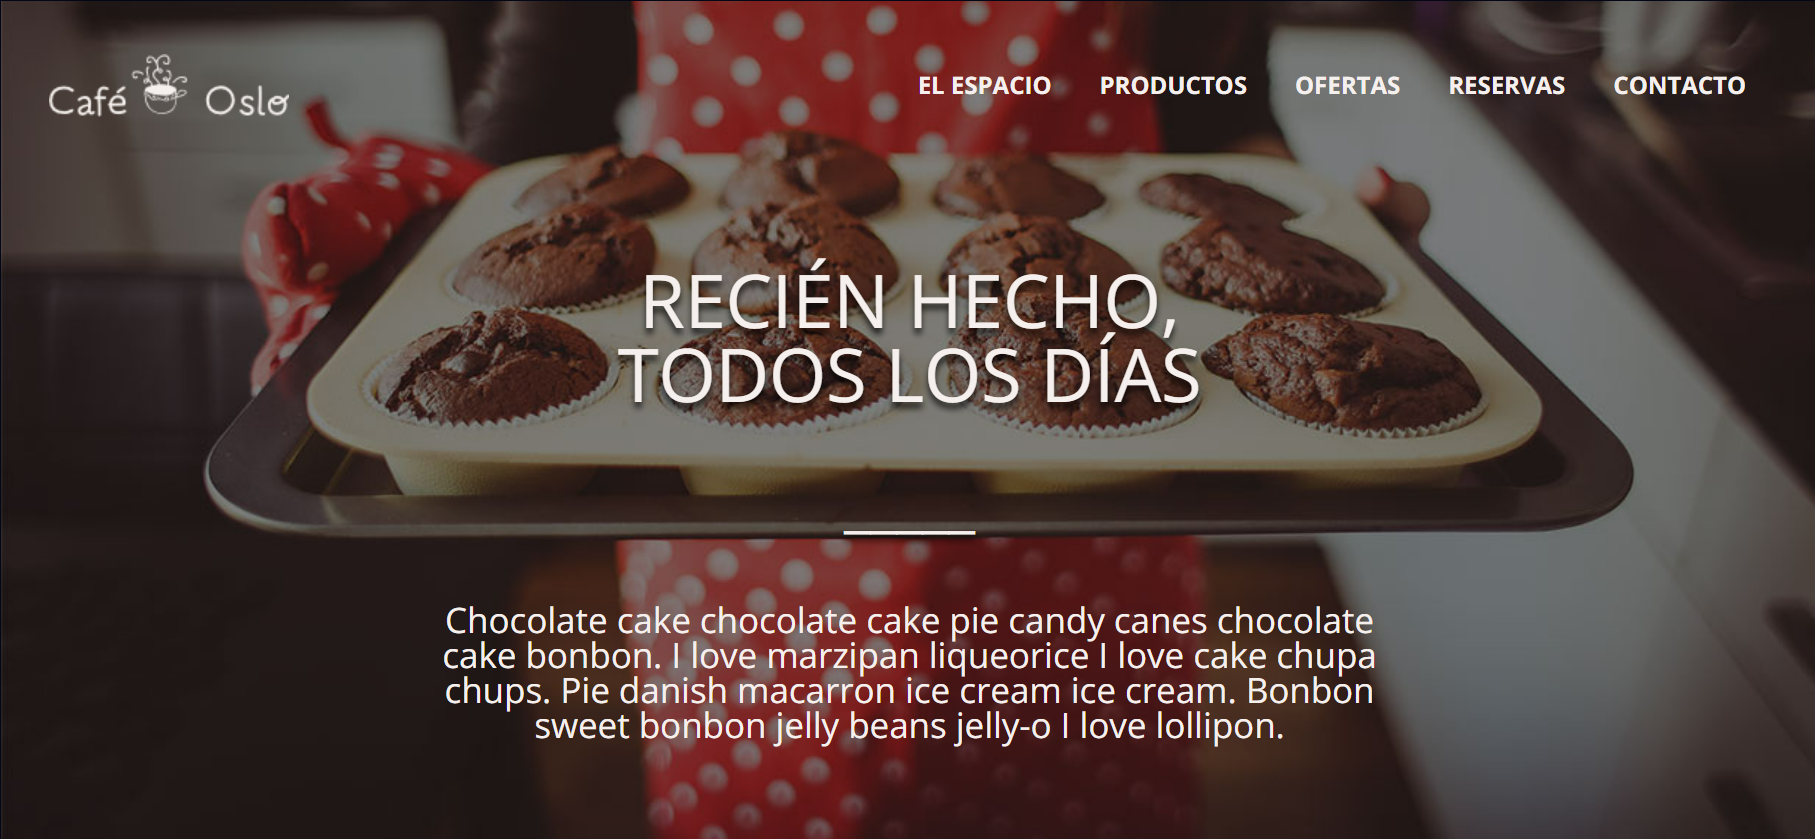 Café Oslo
EL ESPACIO PRODUCTOS OFERTAS RESERVAS CONTACTO
RECIÉN HECHO,
TODOS LOS DÍAS
Chocolate cake chocolate cake pie candy canes chocolate
cake bonbon. I love marzipan liqueorice I love cake chupa
chups. Pie danish macarron ice cream ice cream. Bonbon
sweet bonbon jelly beans jelly-o I love lollipon.